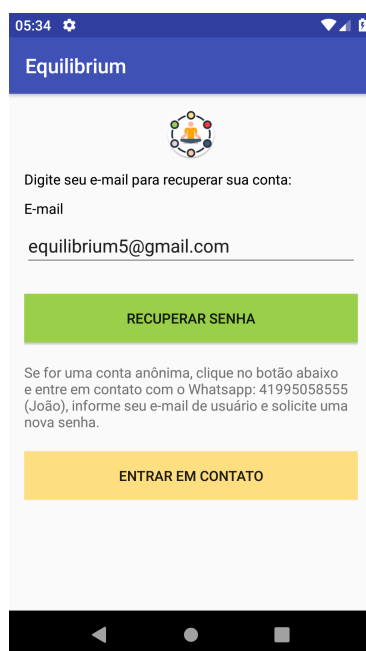 05:34
Equilibrium
Digite seu e-mail para recuperar sua conta:
E-mail
equilibrium5@gmail.com
RECUPERAR SENHA
Se for uma conta anônima, clique no botão abaixo
e entre em contato com o Whatsapp: 41995058555
(João), informe seu e-mail de usuário e solicite uma
nova senha.
ENTRAR EM CONTATO